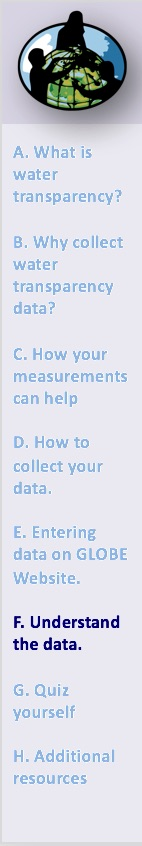 A. What is
water
transparency?
B. Why collect
water
transparency
data?
C. How your
measurements
can help
D. How to
collect your
data.
E. Entering
data on GLOBE
Website.
F. Understand
the data.
G. Quiz
yourself
H. Additional
resources